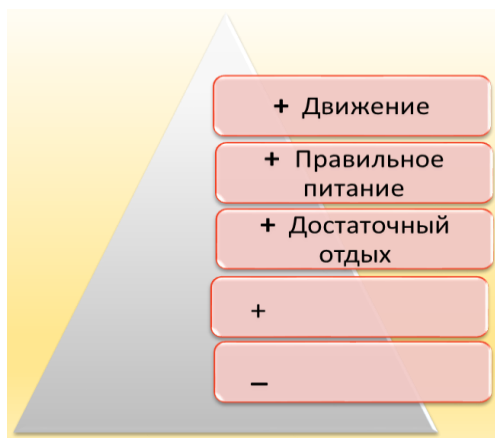 + Движение
+ Правильное
питание
+ Достаточный
отдых
+
–